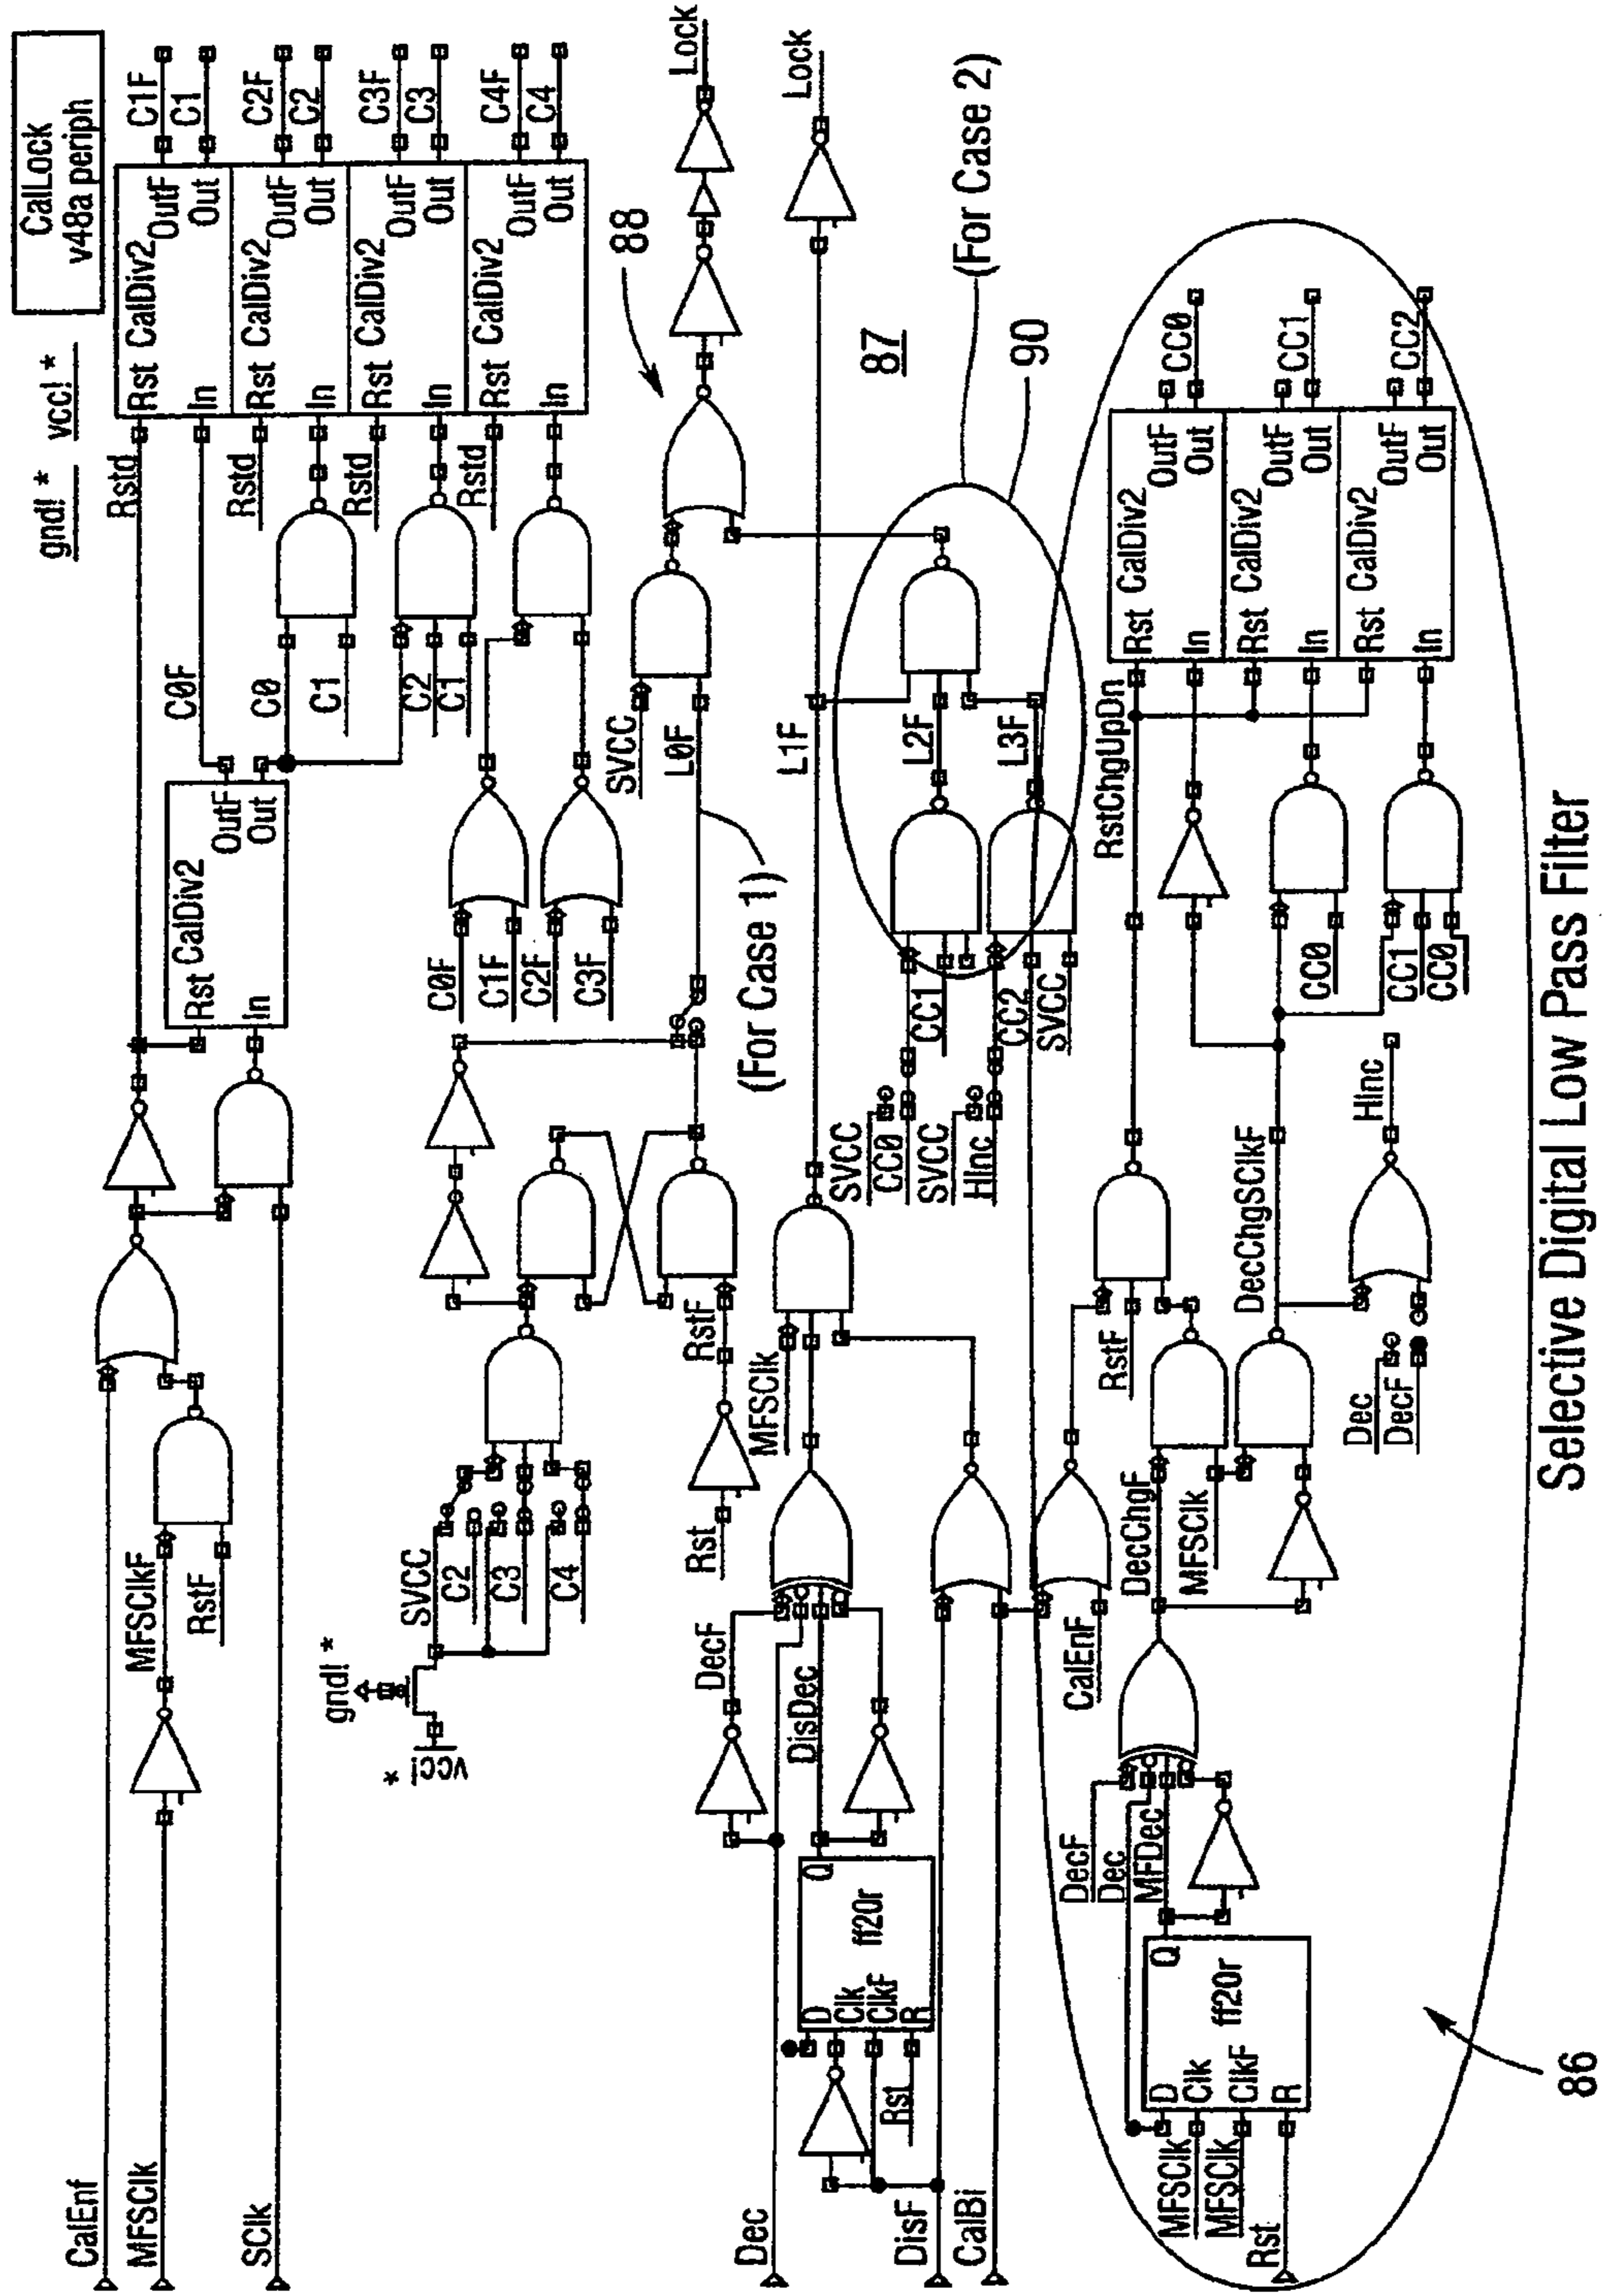 CalLock
v48a periph
gnd! * vcc! *
CalEnf
MFSClk
SClk
MFSClkF
RstF
Rst CalDiv2
OutF
In
Out
Rstd
C0F
C0
C1
C2
C1
Rstd
Rstd
Rstd
Rst CalDiv2
OutF
In
Out
Rst CalDiv2
OutF
In
Out
Rst CalDiv2
OutF
In
Out
Rst CalDiv2
OutF
In
Out
C1F
C1
C2F
C2
C3F
C3
C4F
C4
gnd! *
vcc! *
SVCC
C2
C3
C4
C0F
C1F
C2F
C3F
SVCC
L0F
88
Lock
(For Case 1)
Rst
RstF
Lock
Dec
DisF
CalBi
D
Clk
ClkF
R
Q
ff20r
Rst
DecF
DisDec
MFSClk
L1F
SVCC
CC0
CC1
SVCC
HInc
CC2
SVCC
L2F
L3F
87
(For Case 2)
90
CalEnF
RstF
RstChgUpDn
DecF
Dec
MFDec
DecChgF
MFSClk
DecChgSClkF
MFSClk
MFSClk
Rst
D
Clk
ClkF
R
Q
ff20r
Dec
DecF
HInc
CC0
CC1
CC0
Rst CalDiv2
OutF
In
Out
Rst CalDiv2
OutF
In
Out
Rst CalDiv2
OutF
In
Out
CC0
CC1
CC2
86
Selective Digital Low Pass Filter